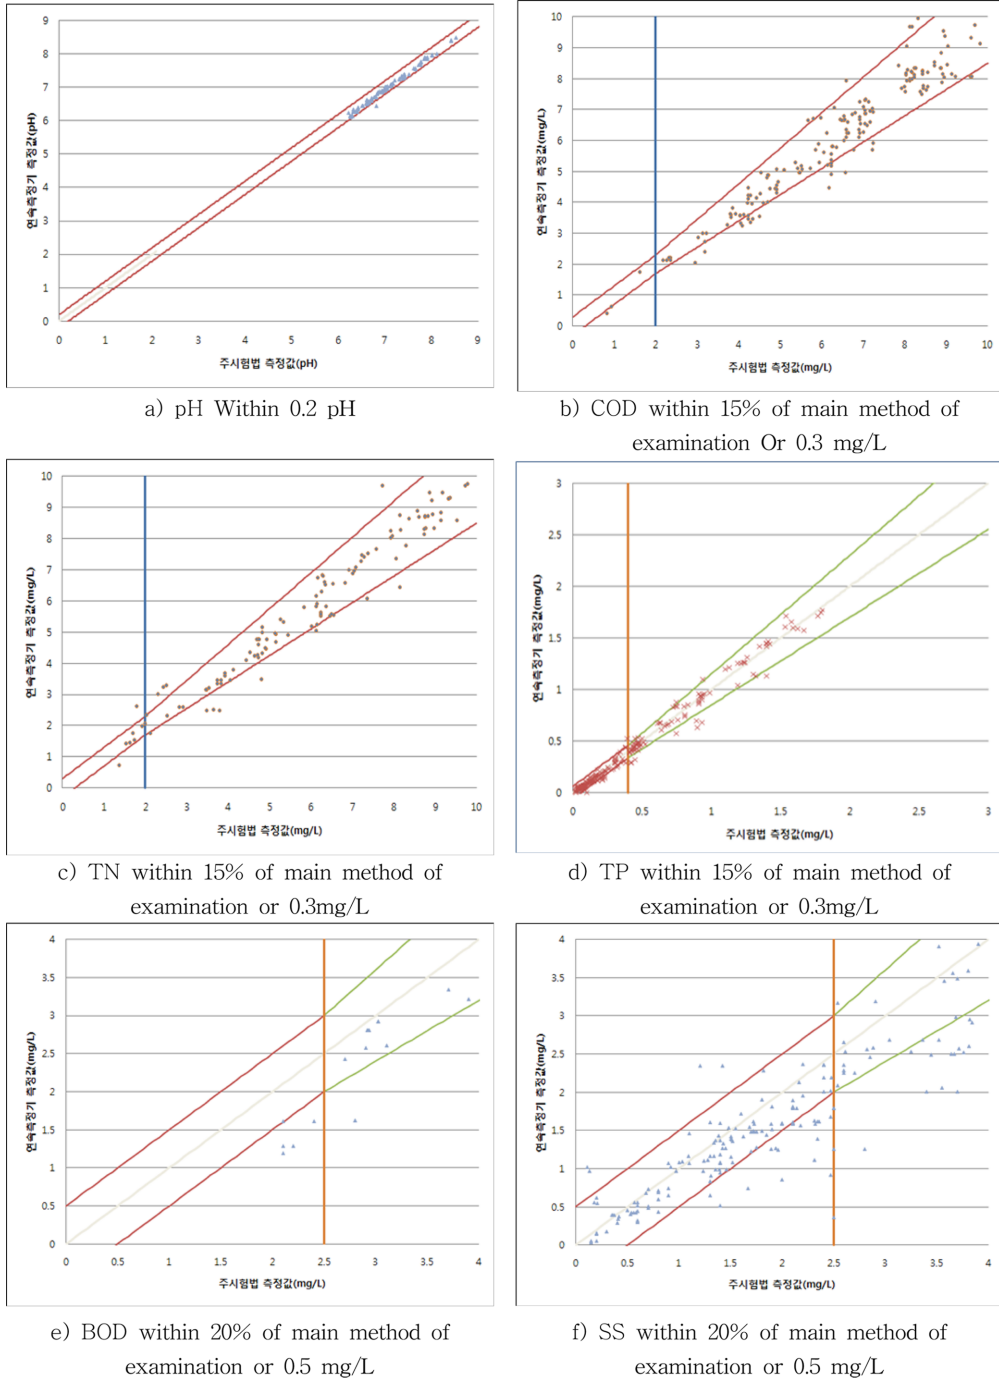 9
8
7
6
5
4
3
2
1
0
연속측정기 측정값(pH)
0 1 2 3 4 5 6 7 8 9
주시험법 측정값(pH)
a) pH Within 0.2 pH
10
9
8
7
6
5
4
3
2
1
0
연속측정기 측정값(mg/L)
0 1 2 3 4 5 6 7 8 9 10
주시험법 측정값(mg/L)
b) COD within 15% of main method of
examination Or 0.3 mg/L
10
9
8
7
6
5
4
3
2
1
0
연속측정기 측정값(mg/L)
0 1 2 3 4 5 6 7 8 9 10
주시험법 측정값(mg/L)
c) TN within 15% of main method of
examination or 0.3mg/L
3
2.5
2
1.5
1
0.5
0
연속측정기 측정값(mg/L)
0 0.5 1 1.5 2 2.5 3
주시험법 측정값(mg/L)
d) TP within 15% of main method of
examination or 0.3mg/L
4
3.5
3
2.5
2
1.5
1
0.5
0
연속측정기 측정값(mg/L)
0 0.5 1 1.5 2 2.5 3 3.5 4
주시험법 측정값(mg/L)
e) BOD within 20% of main method of
examination or 0.5 mg/L
4
3.5
3
2.5
2
1.5
1
0.5
0
연속측정기 측정값(mg/L)
0 0.5 1 1.5 2 2.5 3 3.5 4
주시험법 측정값(mg/L)
f) SS within 20% of main method of
examination or 0.5 mg/L